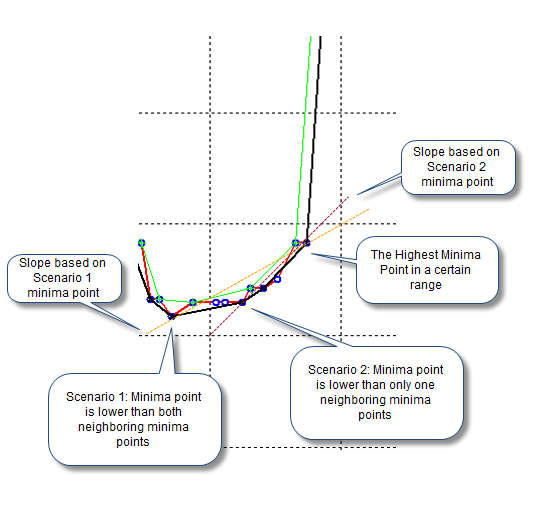 Slope based on
Scenario 2
minima point
The Highest Minima
Point in a certain
range
Slope based on
Scenario 1
minima point
Scenario 2: Minima point
is lower than only one
neighboring minima
points
Scenario 1: Minima point
is lower than both
neighboring minima
points